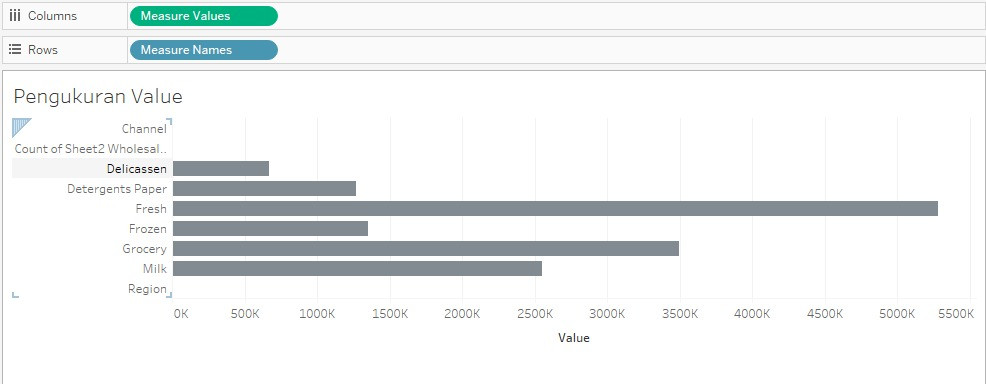 Columns Measure Values
Rows Measure Names
Pengukuran Value
Channel
Count of Sheet2 Wholesal..
Delicassen
Detergents Paper
Fresh
Frozen
Grocery
Milk
Region
0K 500K 1000K 1500K 2000K 2500K 3000K 3500K 4000K 4500K 5000K 5500K
Value